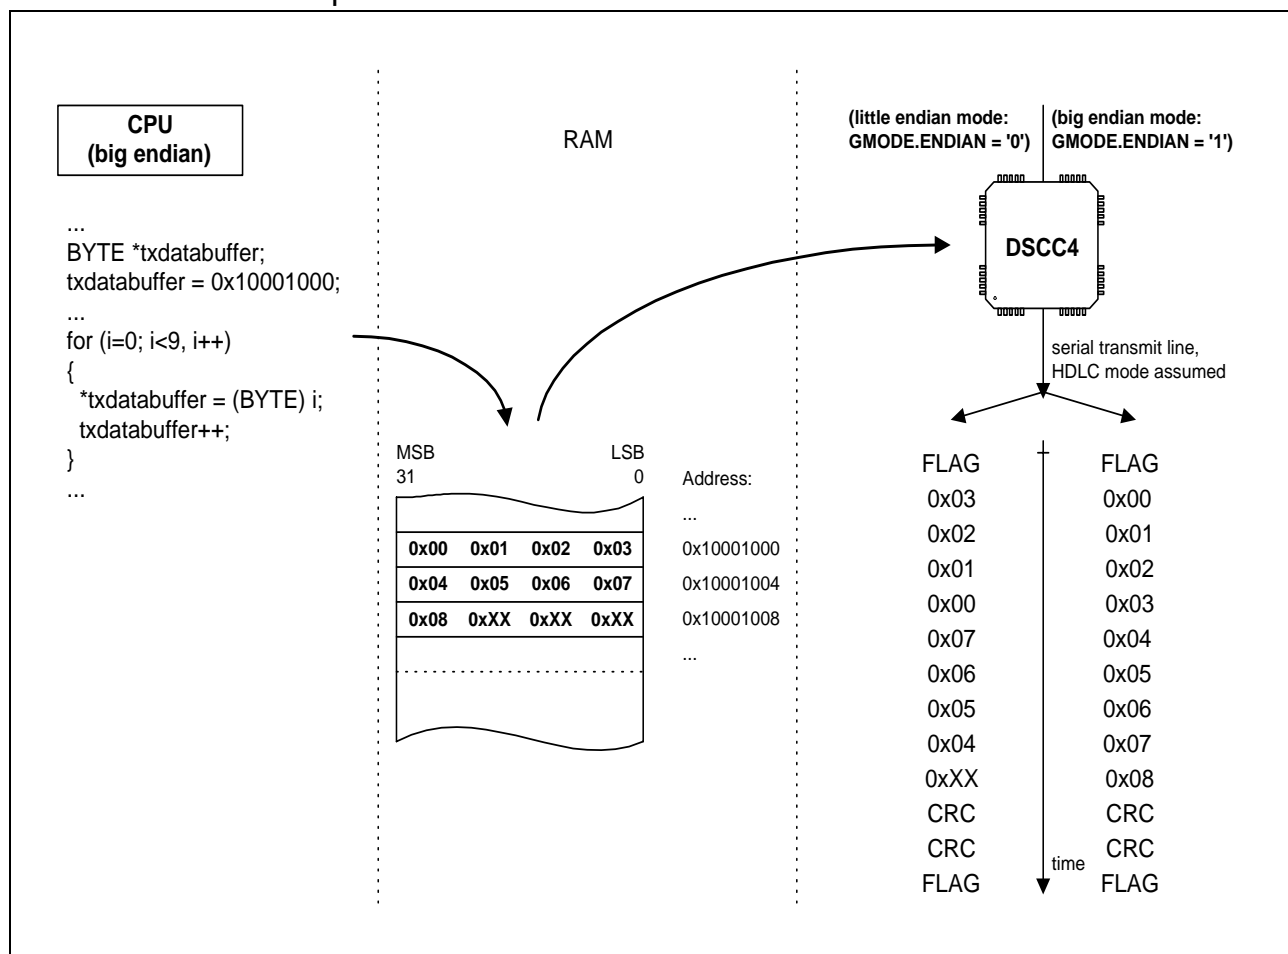 CPU
(big endian)
...
BYTE *txdatabuffer;
txdatabuffer = 0x10001000;
...
for (i=0; i<9, i++)
{
*txdatabuffer = (BYTE) i;
txdatabuffer++;
}
...
RAM
MSB LSB
31 0 Address:
...
0x00 0x01 0x02 0x03 0x10001000
0x04 0x05 0x06 0x07 0x10001004
0x08 0xXX 0xXX 0xXX 0x10001008
...
(little endian mode:
GMODE.ENDIAN = '0')
(big endian mode:
GMODE.ENDIAN = '1')
DSCC4
serial transmit line,
HDLC mode assumed
FLAG FLAG
0x03 0x00
0x02 0x01
0x01 0x02
0x00 0x03
0x07 0x04
0x06 0x05
0x05 0x06
0x04 0x07
0xXX 0x08
CRC CRC
CRC CRC
time
FLAG FLAG